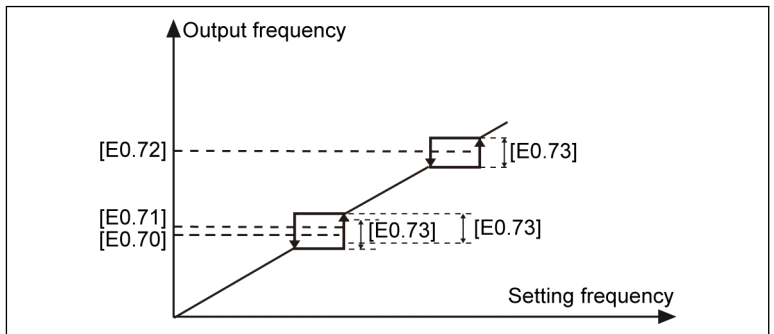 Output frequency
[E0.72]
[E0.73]
[E0.71]
[E0.70]
[E0.73]
[E0.73]
Setting frequency